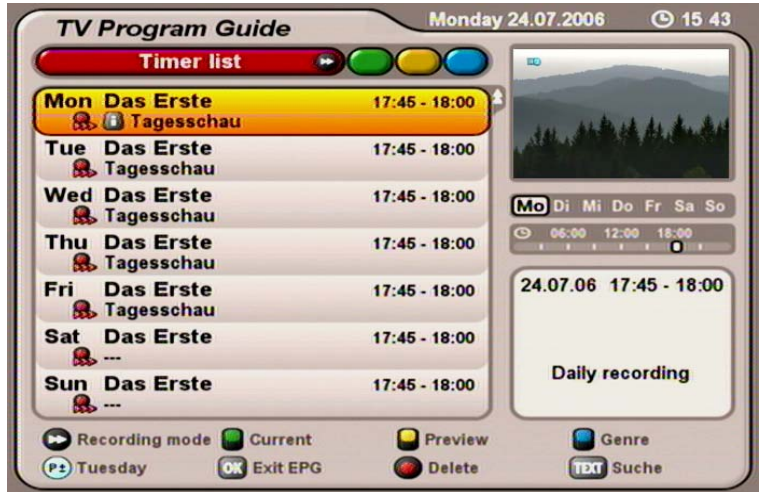 TV Program Guide
Monday 24.07.2006 15 43
Timer list
Mon Das Erste 17:45 - 18:00
Tagesschau
Tue Das Erste 17:45 - 18:00
Tagesschau
Wed Das Erste 17:45 - 18:00
Tagesschau
Thu Das Erste 17:45 - 18:00
Tagesschau
Fri Das Erste 17:45 - 18:00
Tagesschau
Sat Das Erste 17:45 - 18:00
---
Sun Das Erste 17:45 - 18:00
---
Mo Di Mi Do Fr Sa So
06:00 12:00 18:00
24.07.06 17:45 - 18:00
Daily recording
Recording mode Current Preview Genre
P± Tuesday OK Exit EPG Delete TEXT Suche